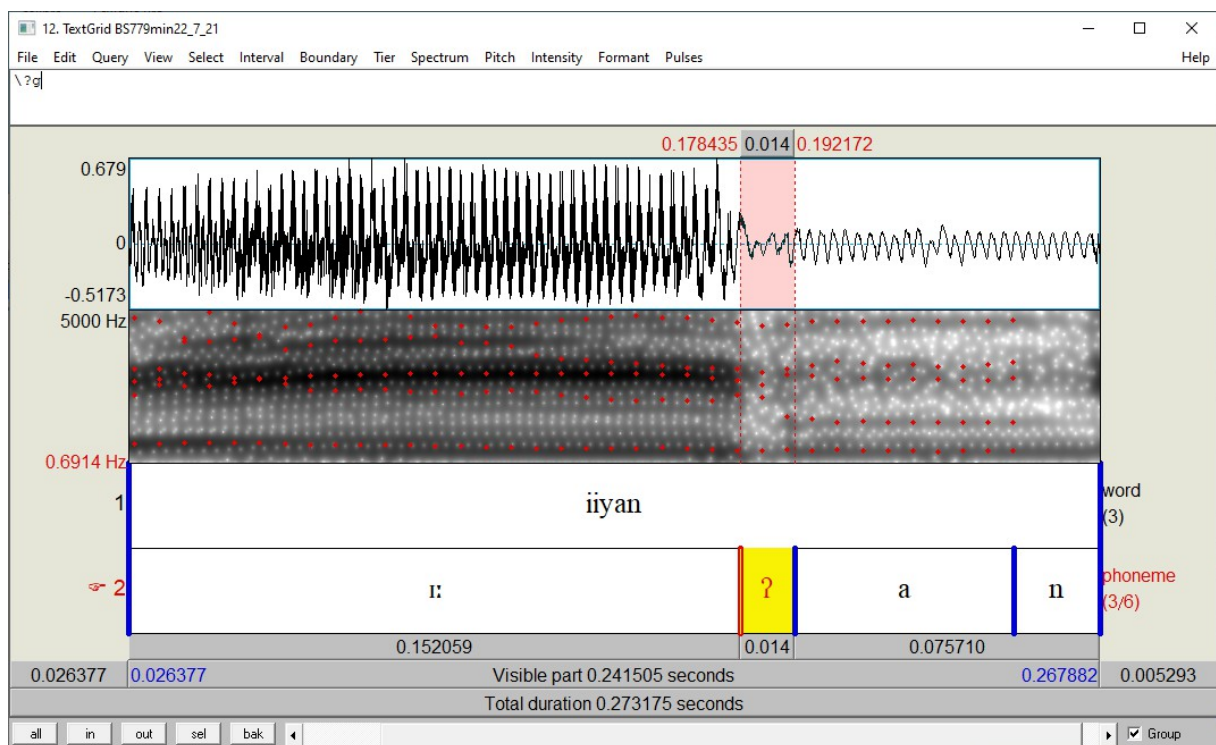 12. TextGrid BS779min22_7_21
File Edit Query View Select Interval Boundary Tier Spectrum Pitch Intensity Formant Pulses Help
\?g
0.178435 0.014 0.192172
0.679
0
-0.5173
5000 Hz
0.6914 Hz
1 iiyan word (3)
☞ 2 ɪː ʔ a n phoneme (3/6)
0.152059 0.014 0.075710
0.026377 0.026377 Visible part 0.241505 seconds 0.267882 0.005293
Total duration 0.273175 seconds
all in out sel bak Group